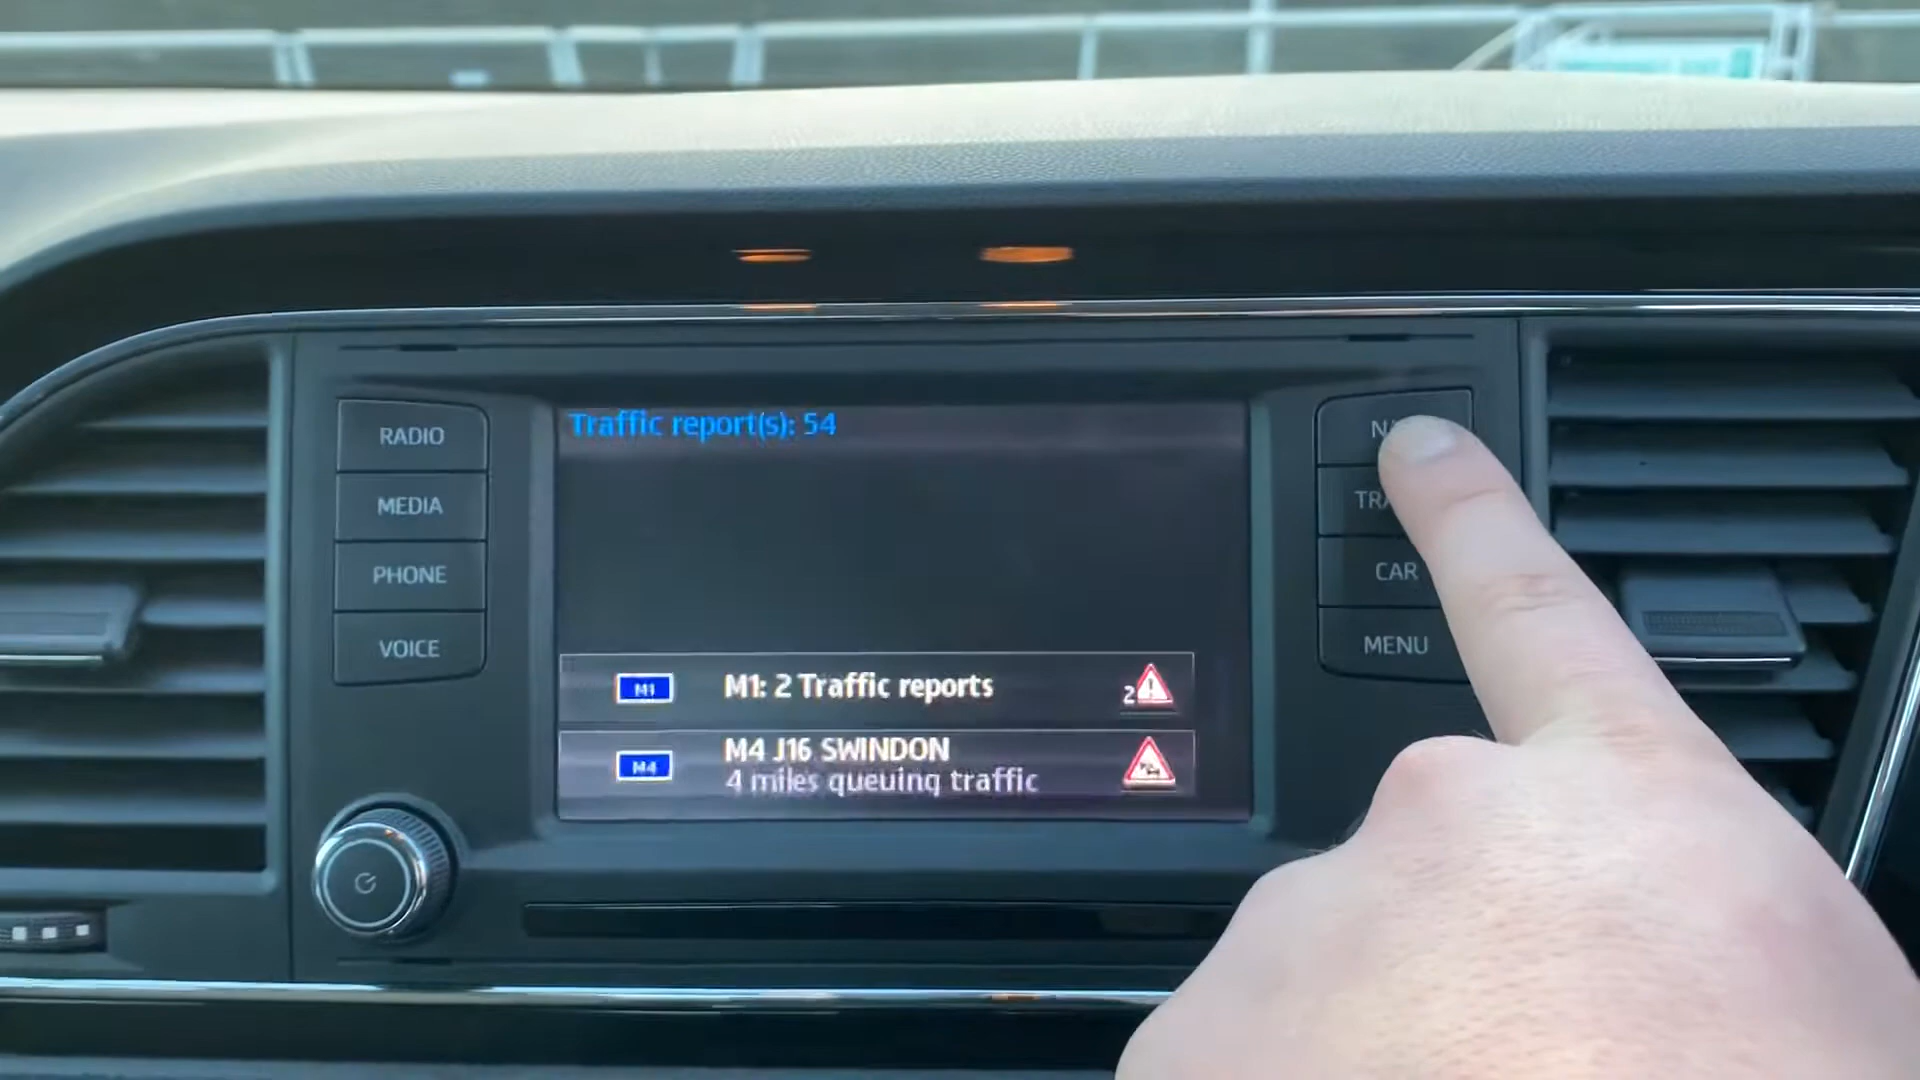 Traffic report(s): 54
RADIO
MEDIA
PHONE
VOICE
CAR
MENU
M1
M1: 2 Traffic reports
2
M4
M4 J16 SWINDON
4 miles queuing traffic